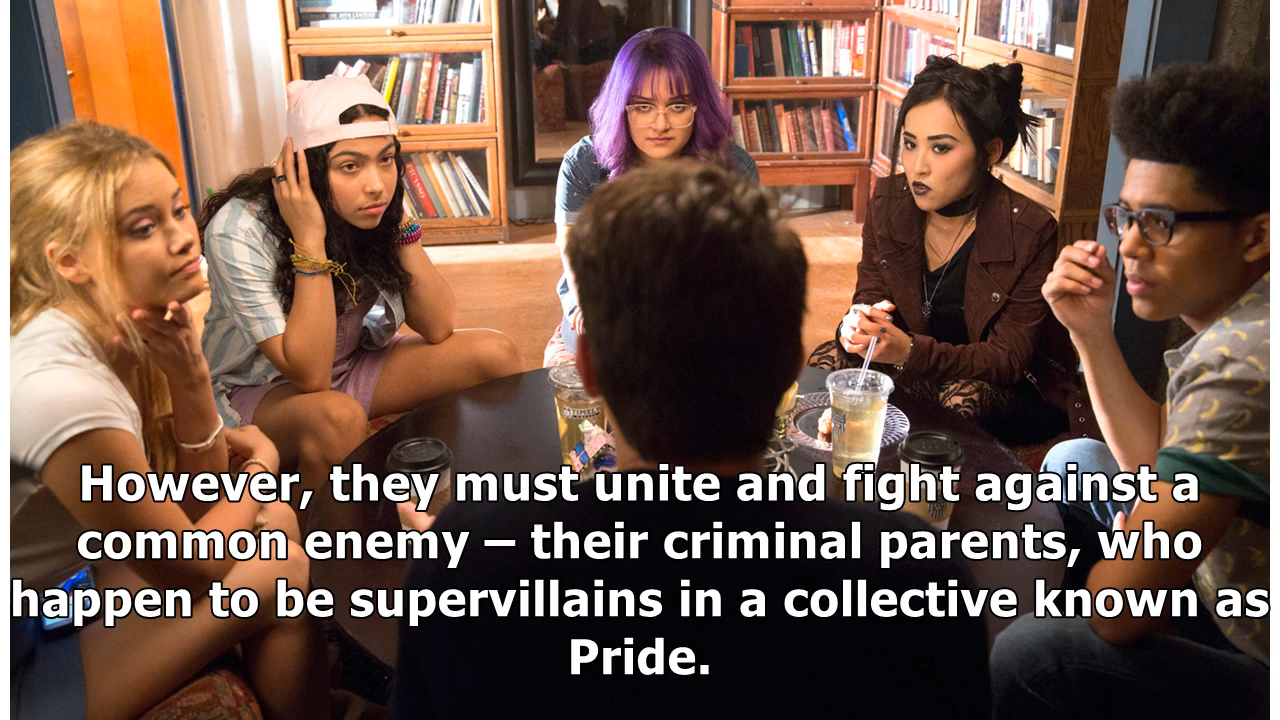 However, they must unite and fight against a
common enemy – their criminal parents, who
happen to be supervillains in a collective known as
Pride.